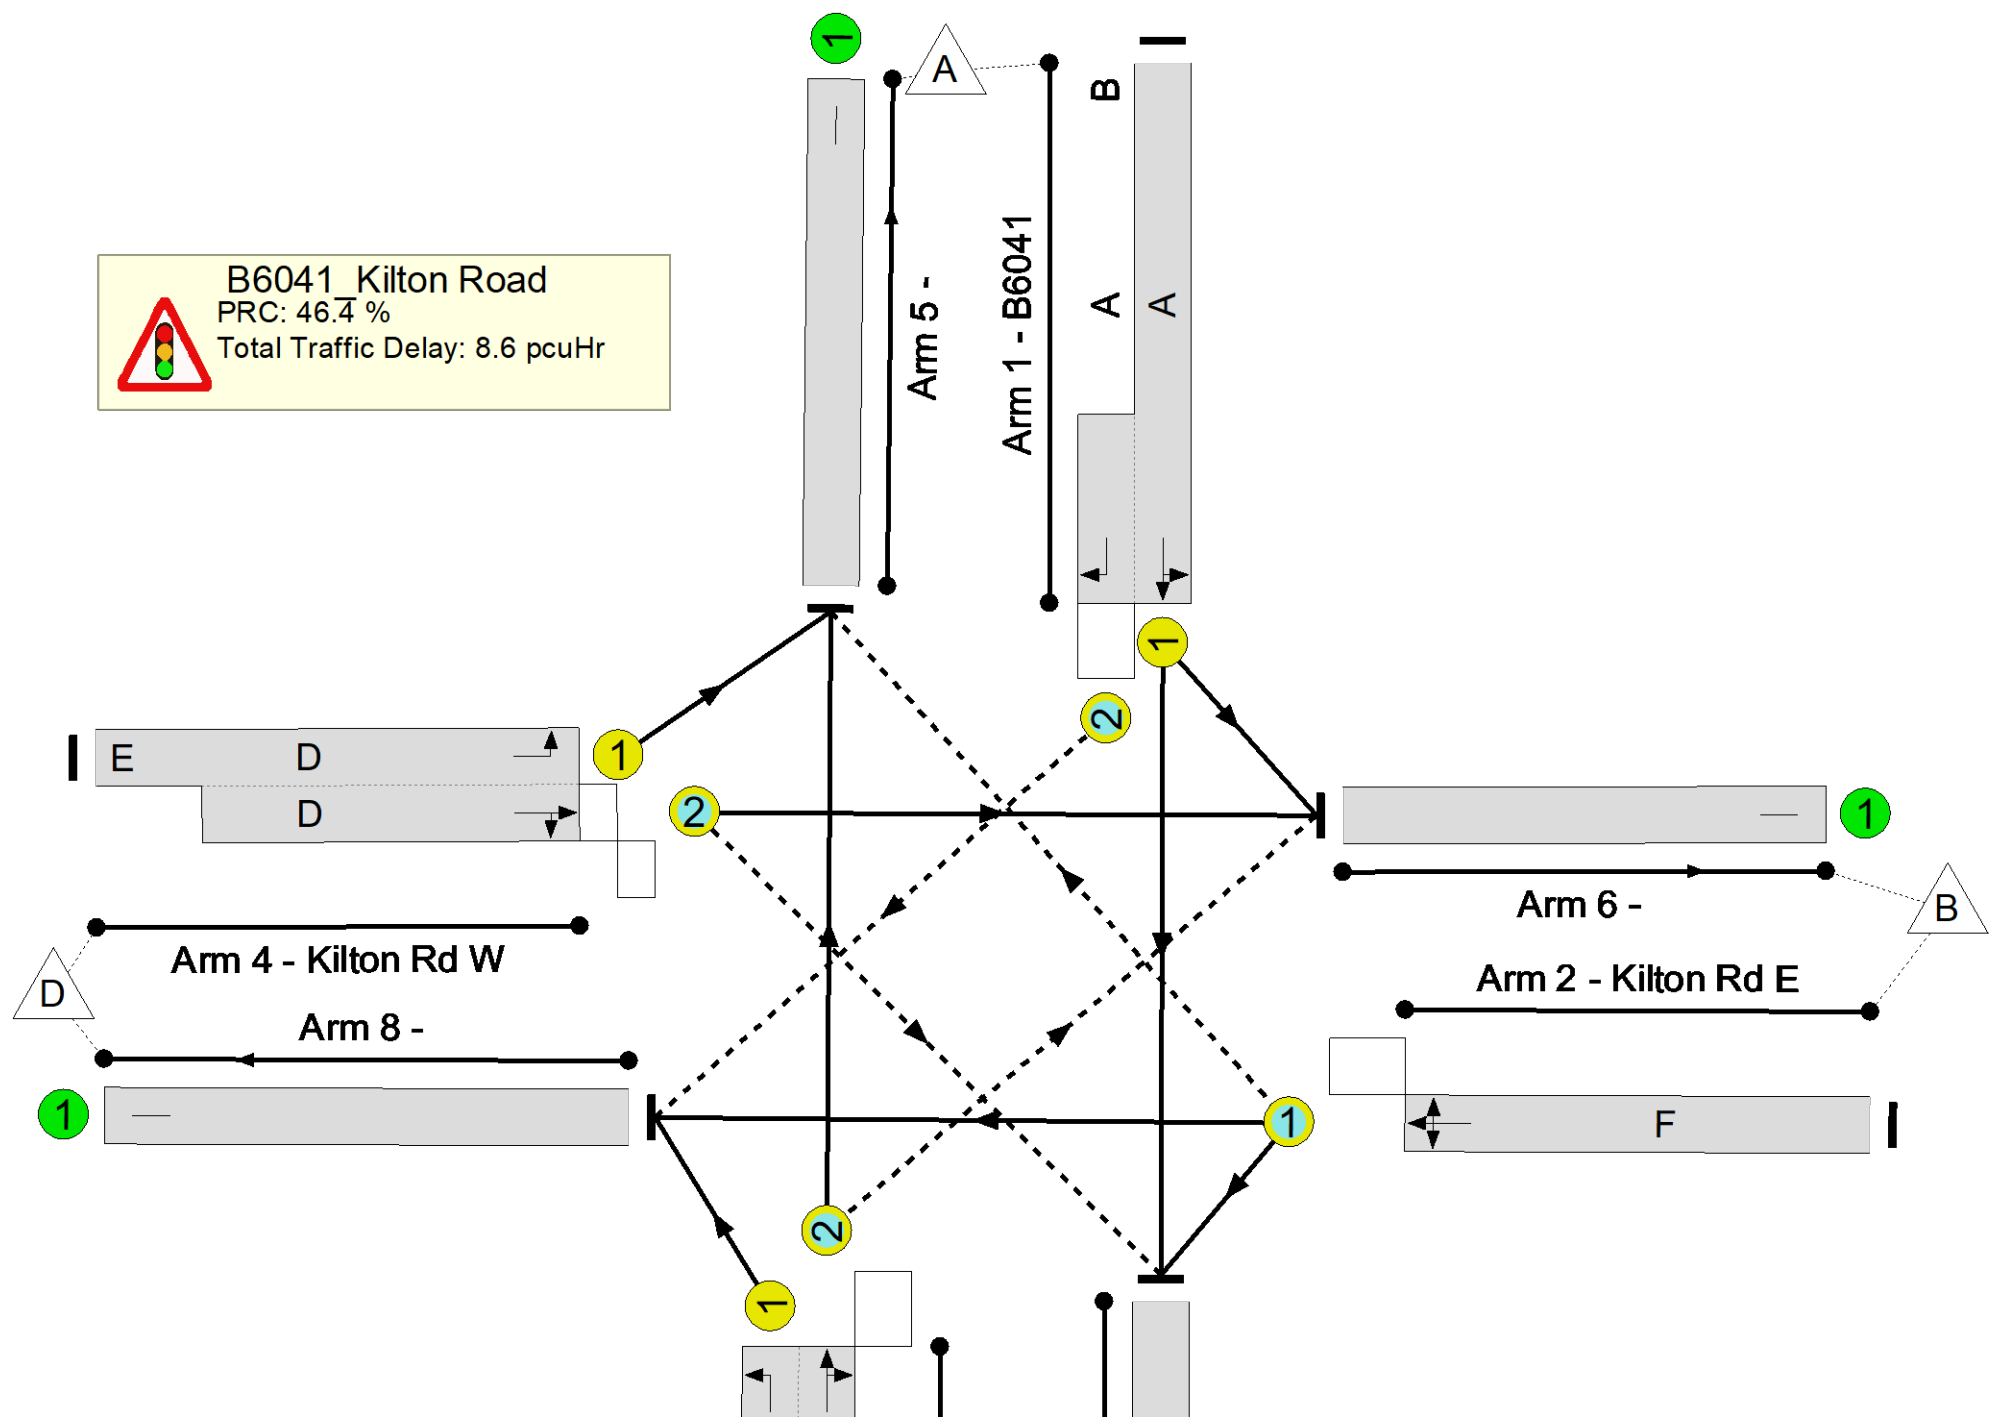 1
A
B
A
A
Arm 5 -
Arm 1 - B6041
B6041_Kilton Road
PRC: 46.4 %
Total Traffic Delay: 8.6 pcuHr
1
2
E
D
1
D
2
1
Arm 6 -
B
Arm 4 - Kilton Rd W
Arm 2 - Kilton Rd E
D
Arm 8 -
1
1
F
2
1